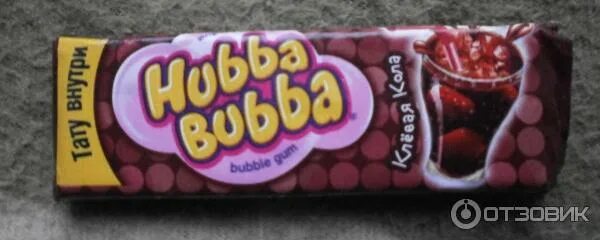 Тату внутри
Hubba
Bubba
bubble gum
Клёвая Кола
ОТЗОВИК